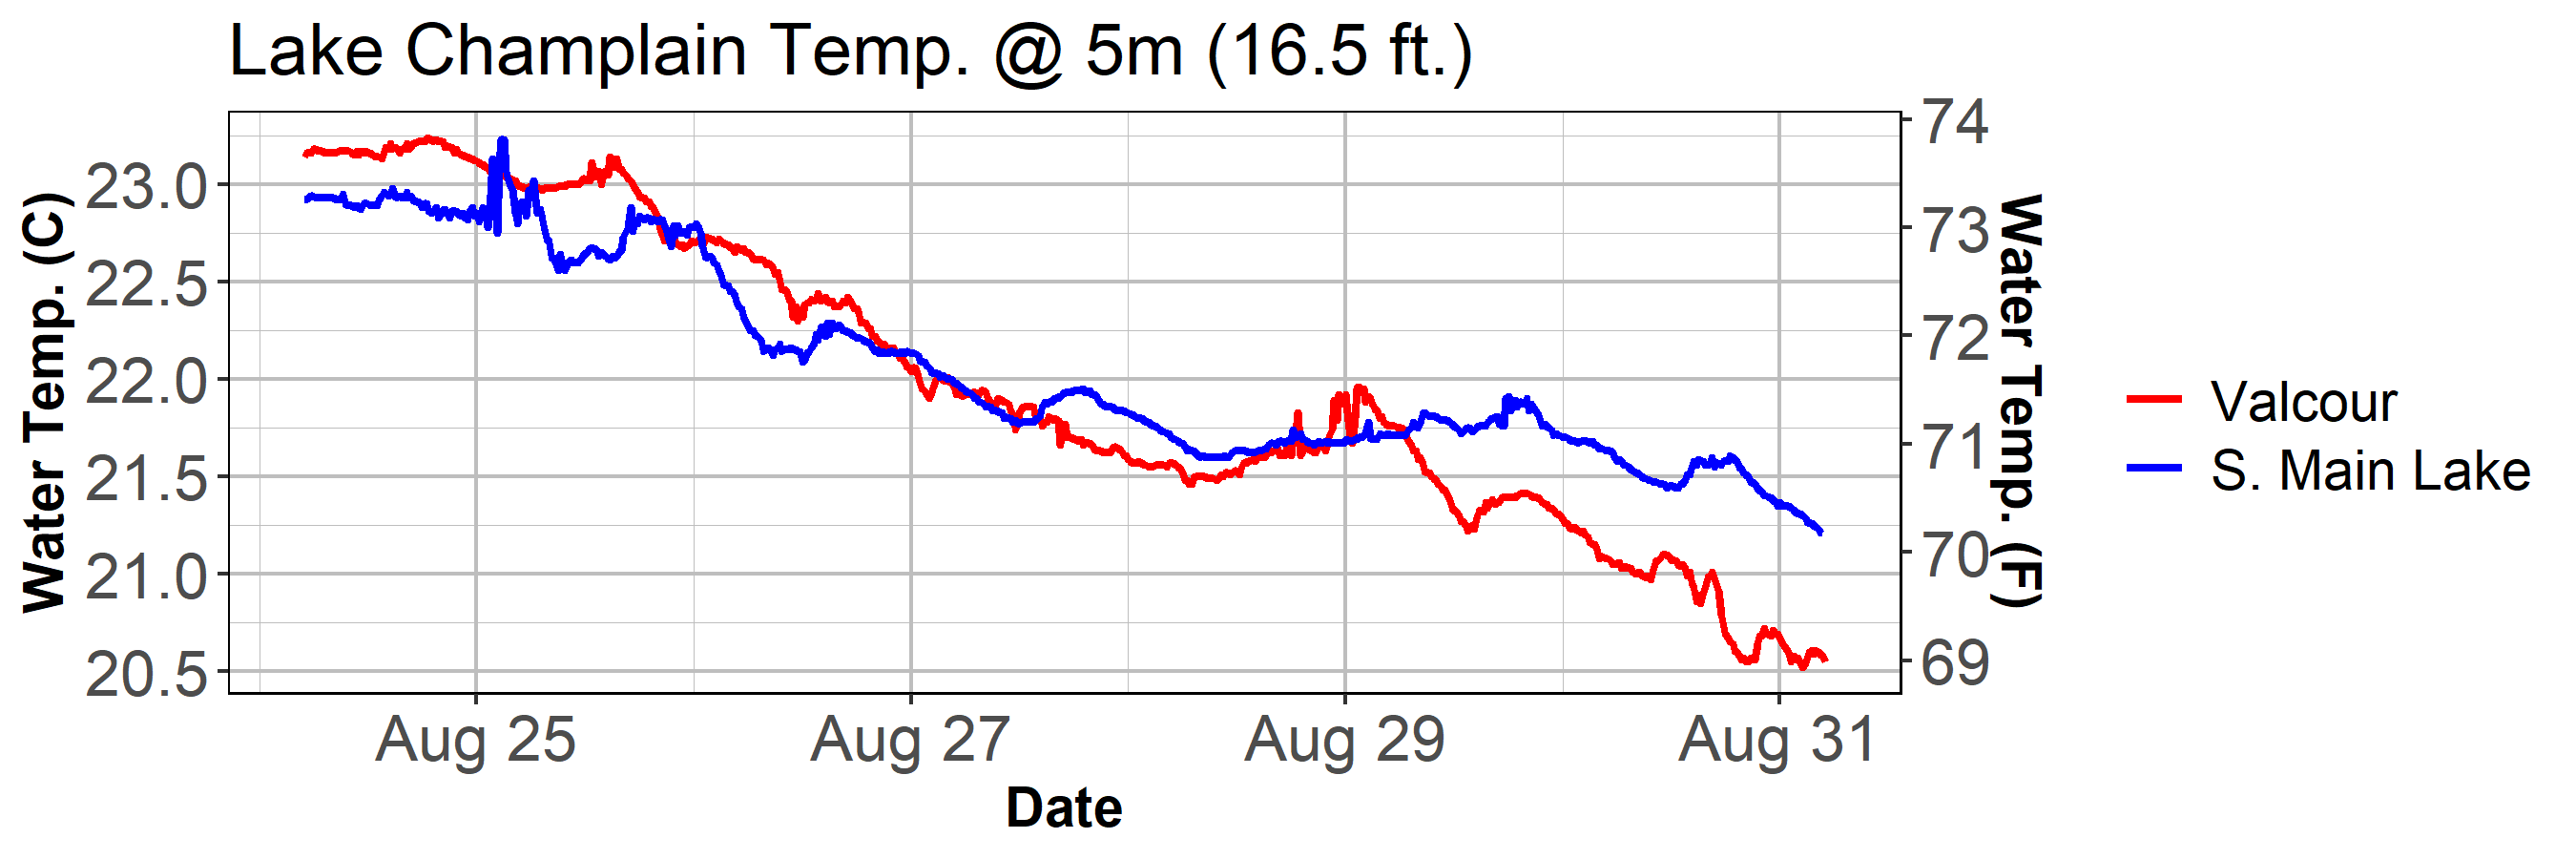 Lake Champlain Temp. @ 5m (16.5 ft.)
Water Temp. (C)
23.0
22.5
22.0
21.5
21.0
20.5
74
73
72
71
70
69
Water Temp. (F)
Aug 25
Aug 27
Aug 29
Aug 31
Date
Valcour
S. Main Lake